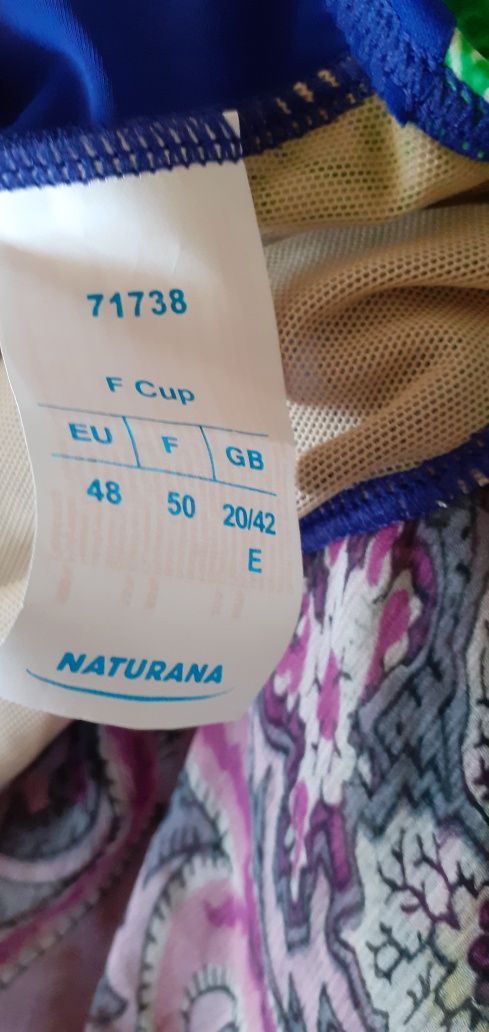 71738
F Cup
EU F GB
48 50 20/42
E
NATURANA